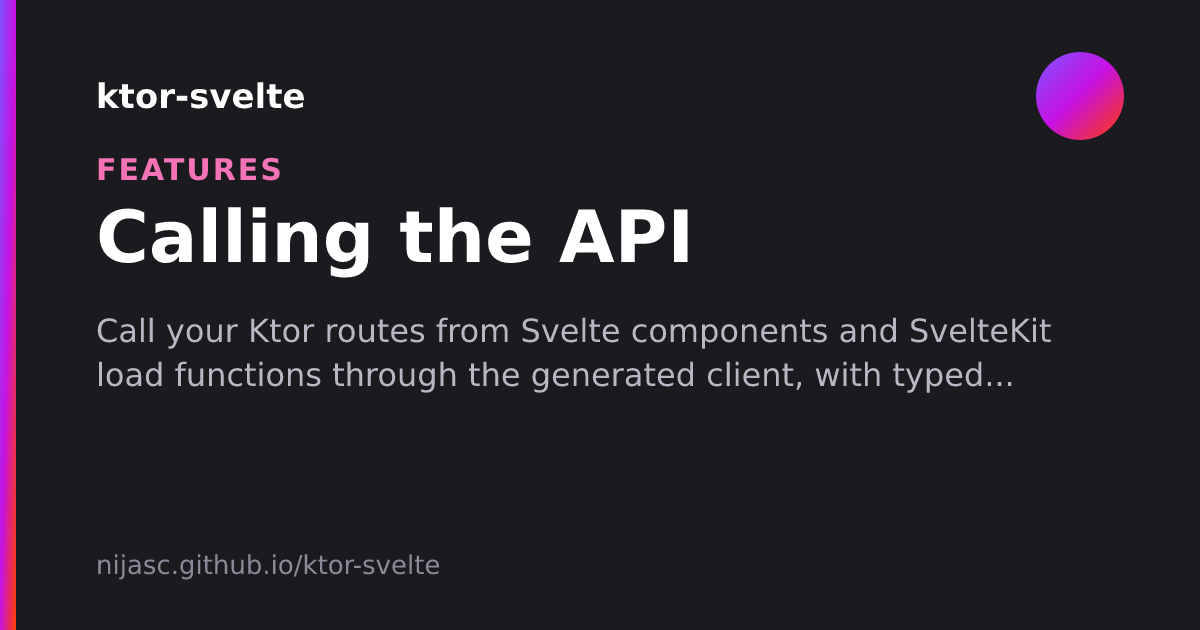 ktor-svelte
FEATURES
Calling the API
Call your Ktor routes from Svelte components and SvelteKit
load functions through the generated client, with typed...
nijasc.github.io/ktor-svelte